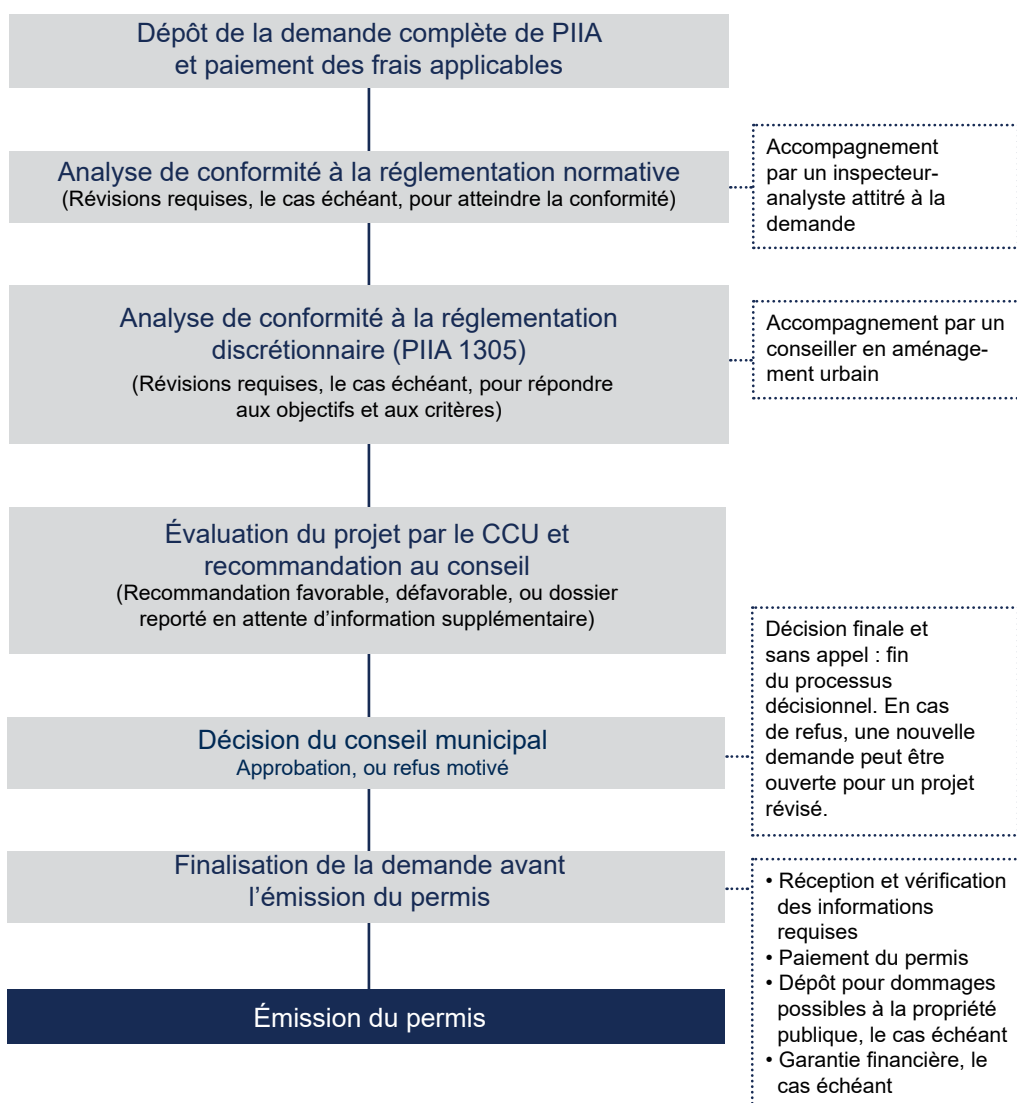 Dépôt de la demande complète de PIIA
et paiement des frais applicables
Analyse de conformité à la réglementation normative
(Révisions requises, le cas échéant, pour atteindre la conformité)
Accompagnement
par un inspecteur-
analyste attitré à la
demande
Analyse de conformité à la réglementation
discrétionnaire (PIIA 1305)
(Révisions requises, le cas échéant, pour répondre
aux objectifs et aux critères)
Accompagnement par un
conseiller en aménage-
ment urbain
Évaluation du projet par le CCU et
recommandation au conseil
(Recommandation favorable, défavorable, ou dossier
reporté en attente d’information supplémentaire)
Décision du conseil municipal
Approbation, ou refus motivé
Décision finale et
sans appel : fin
du processus
décisionnel. En cas
de refus, une nouvelle
demande peut être
ouverte pour un projet
révisé.
Finalisation de la demande avant
l’émission du permis
• Réception et vérification
des informations
requises
• Paiement du permis
• Dépôt pour dommages
possibles à la propriété
publique, le cas échéant
• Garantie financière, le
cas échéant
Émission du permis